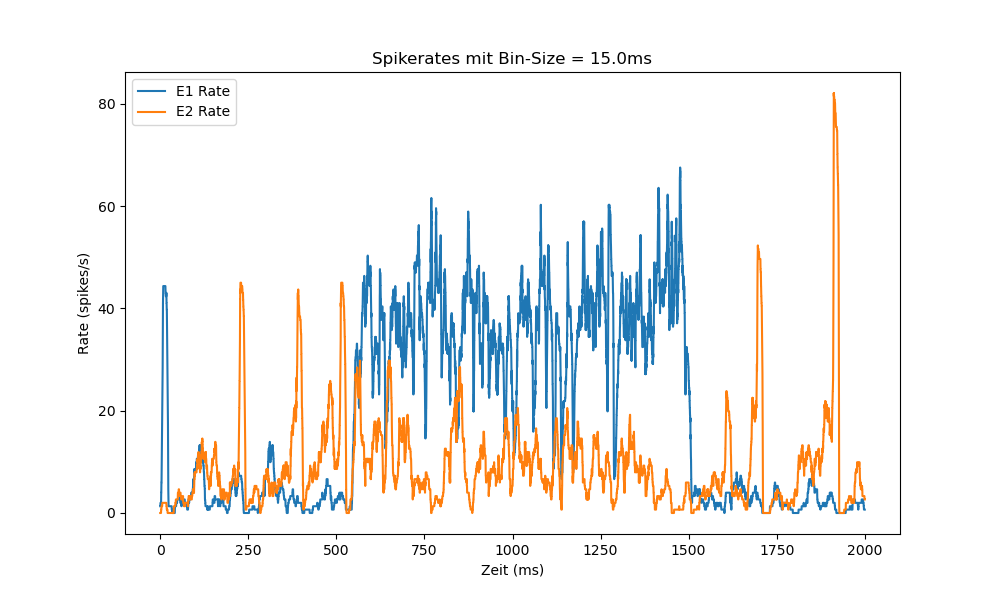 Spikerates mit Bin-Size = 15.0ms
E1 Rate
E2 Rate
Rate (spikes/s)
80
60
40
20
0
0 250 500 750 1000 1250 1500 1750 2000
Zeit (ms)